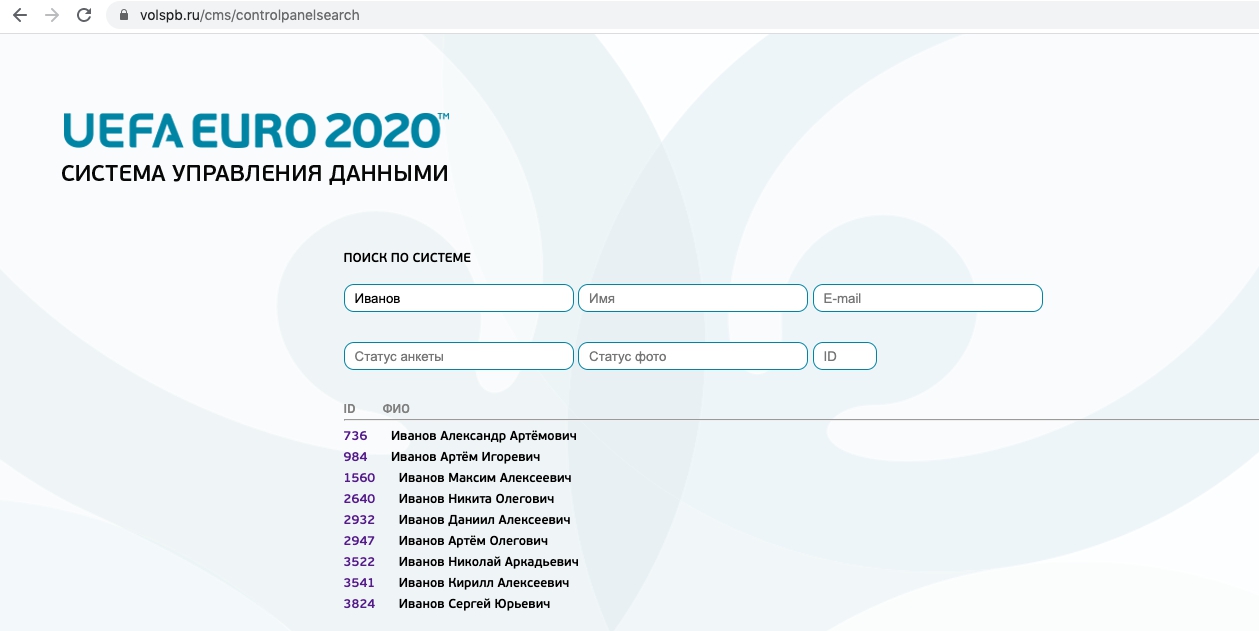 volspb.ru/cms/controlpanelsearch
UEFA EURO 2020™
СИСТЕМА УПРАВЛЕНИЯ ДАННЫМИ
ПОИСК ПО СИСТЕМЕ
Иванов Имя E-mail
Статус анкеты Статус фото ID
ID ФИО
736 Иванов Александр Артёмович
984 Иванов Артём Игоревич
1560 Иванов Максим Алексеевич
2640 Иванов Никита Олегович
2932 Иванов Даниил Алексеевич
2947 Иванов Артём Олегович
3522 Иванов Николай Аркадьевич
3541 Иванов Кирилл Алексеевич
3824 Иванов Сергей Юрьевич